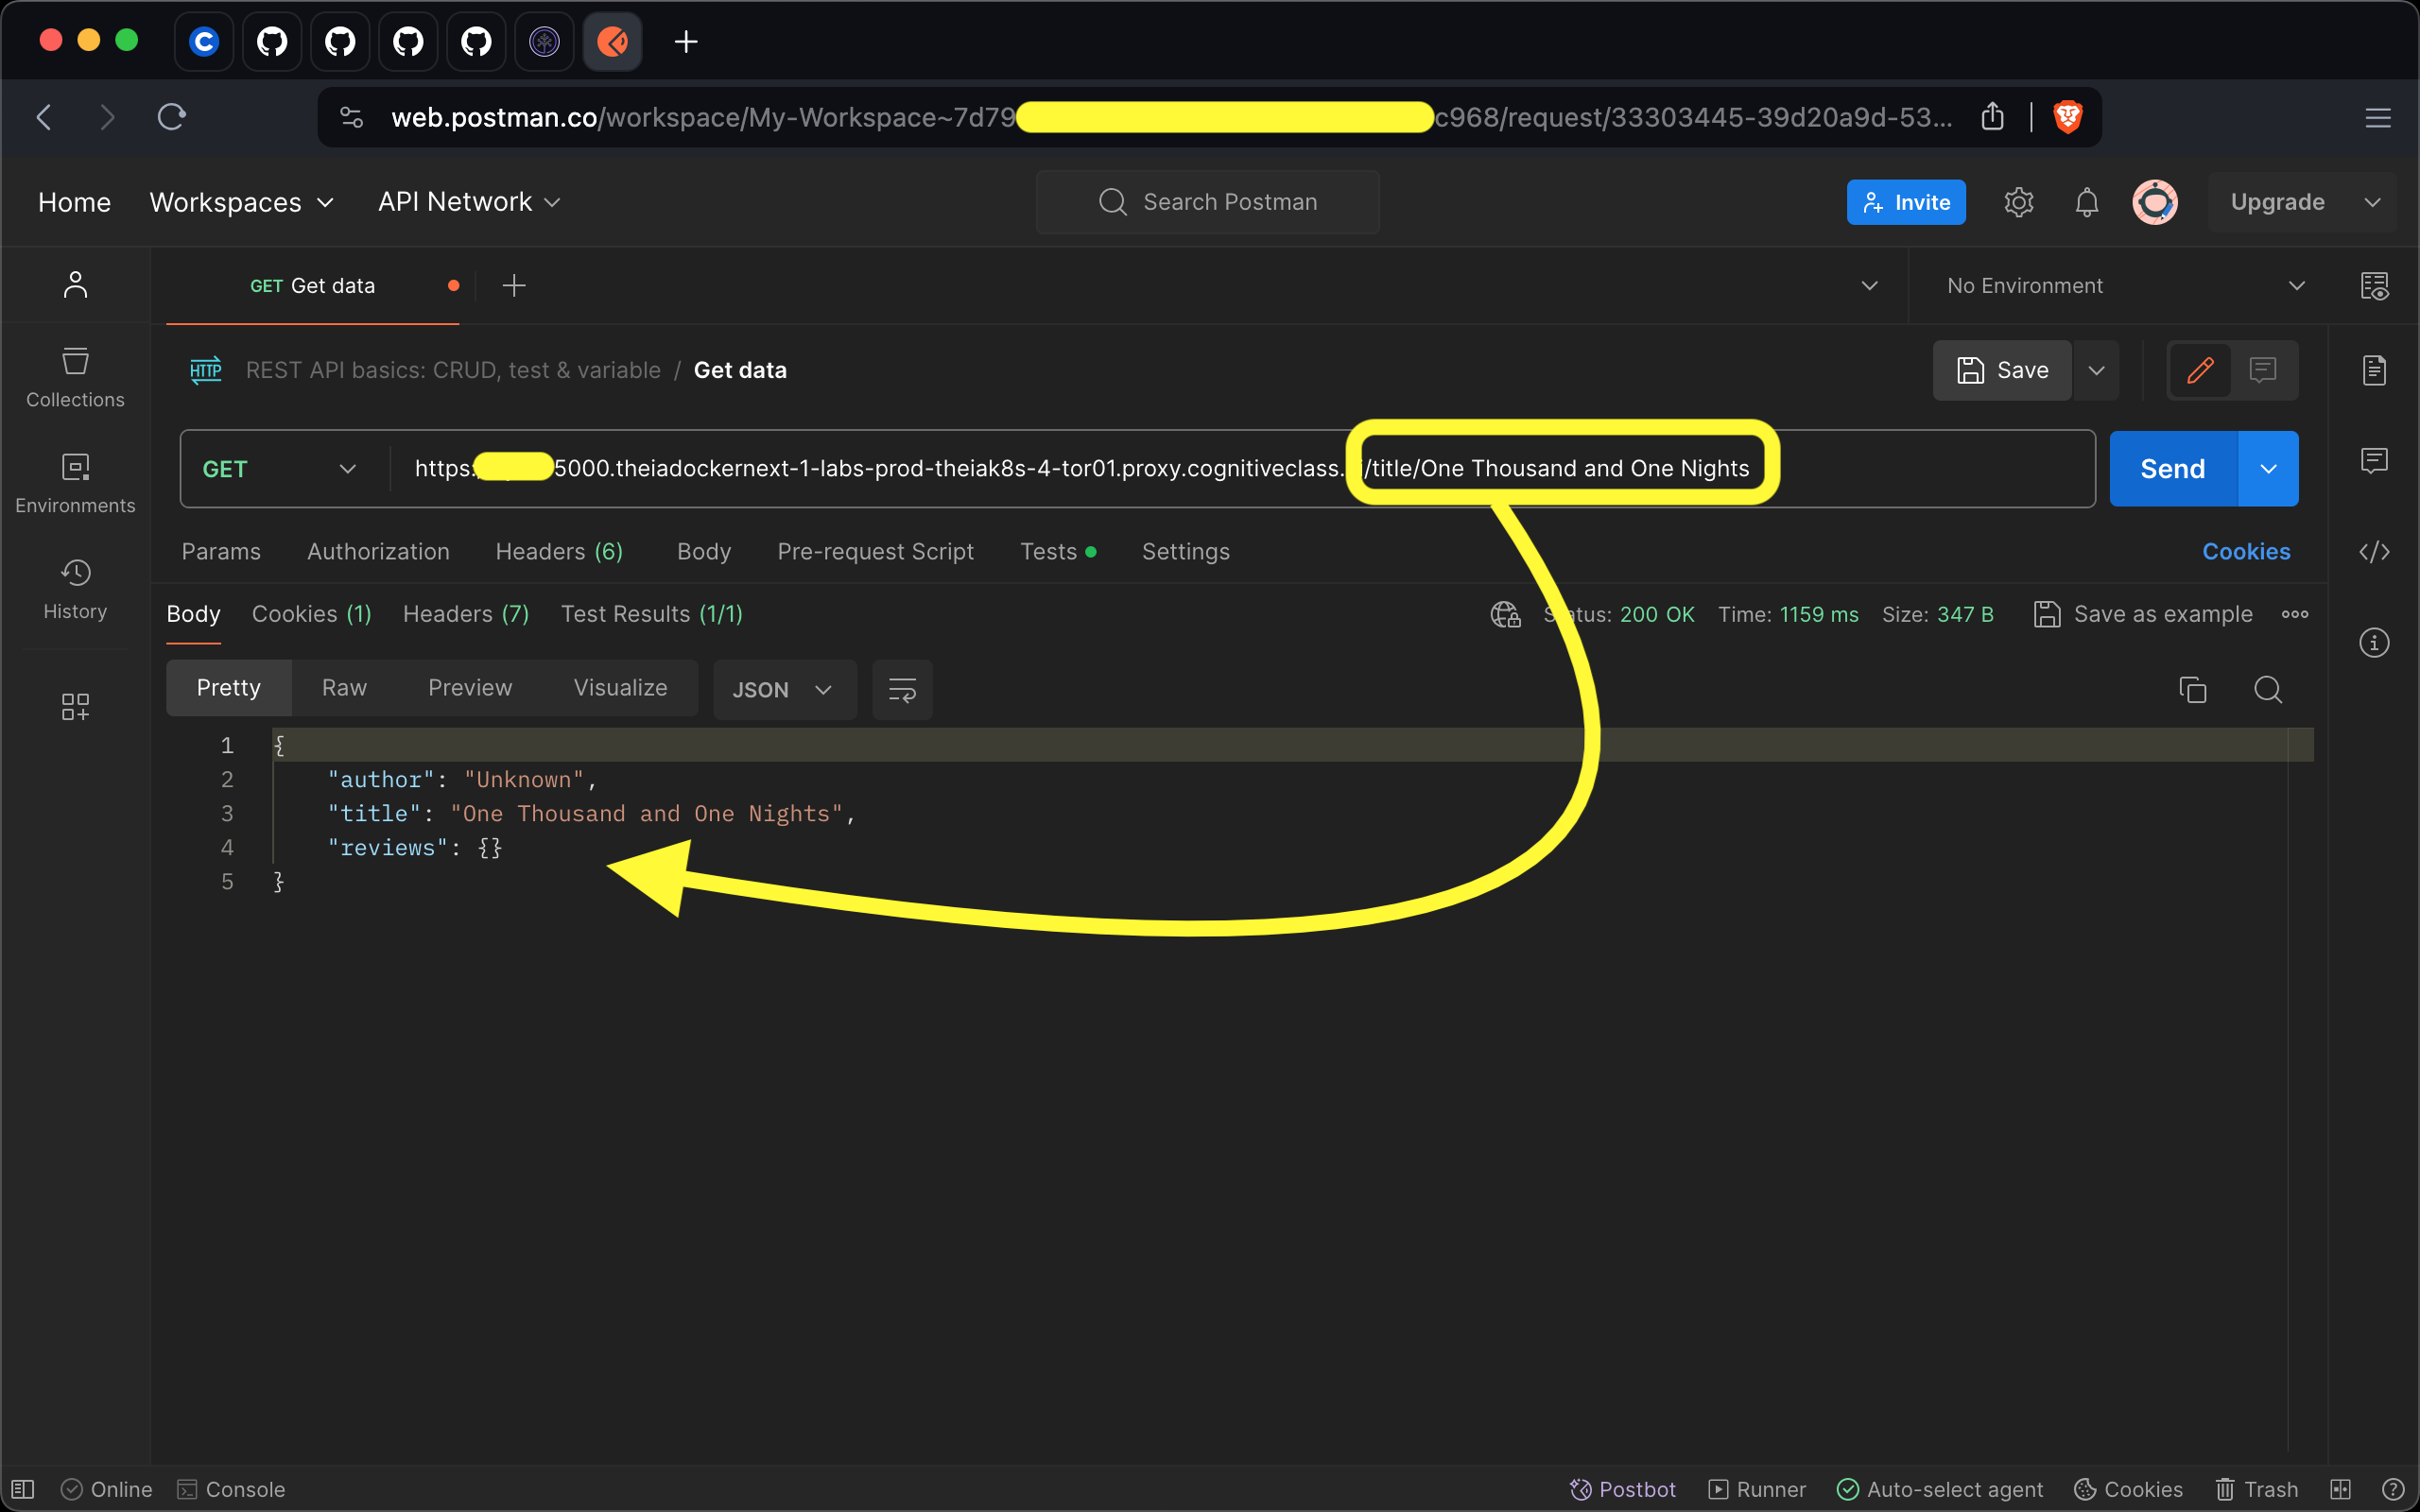 web.postman.co/workspace/My-Workspace~7d79 c968/request/33303445-39d20a9d-53...
Home Workspaces API Network Search Postman Invite Upgrade
GET Get data No Environment
HTTP REST API basics: CRUD, test & variable / Get data Save
GET https: 5000.theiadockernext-1-labs-prod-theiak8s-4-tor01.proxy.cognitiveclass. /title/One Thousand and One Nights Send
Params Authorization Headers (6) Body Pre-request Script Tests Settings Cookies
Body Cookies (1) Headers (7) Test Results (1/1) Status: 200 OK Time: 1159 ms Size: 347 B Save as example
Pretty Raw Preview Visualize JSON
1 {
2 "author": "Unknown",
3 "title": "One Thousand and One Nights",
4 "reviews": {}
5 }
Collections
Environments
History
Online Console Postbot Runner Auto-select agent Cookies Trash